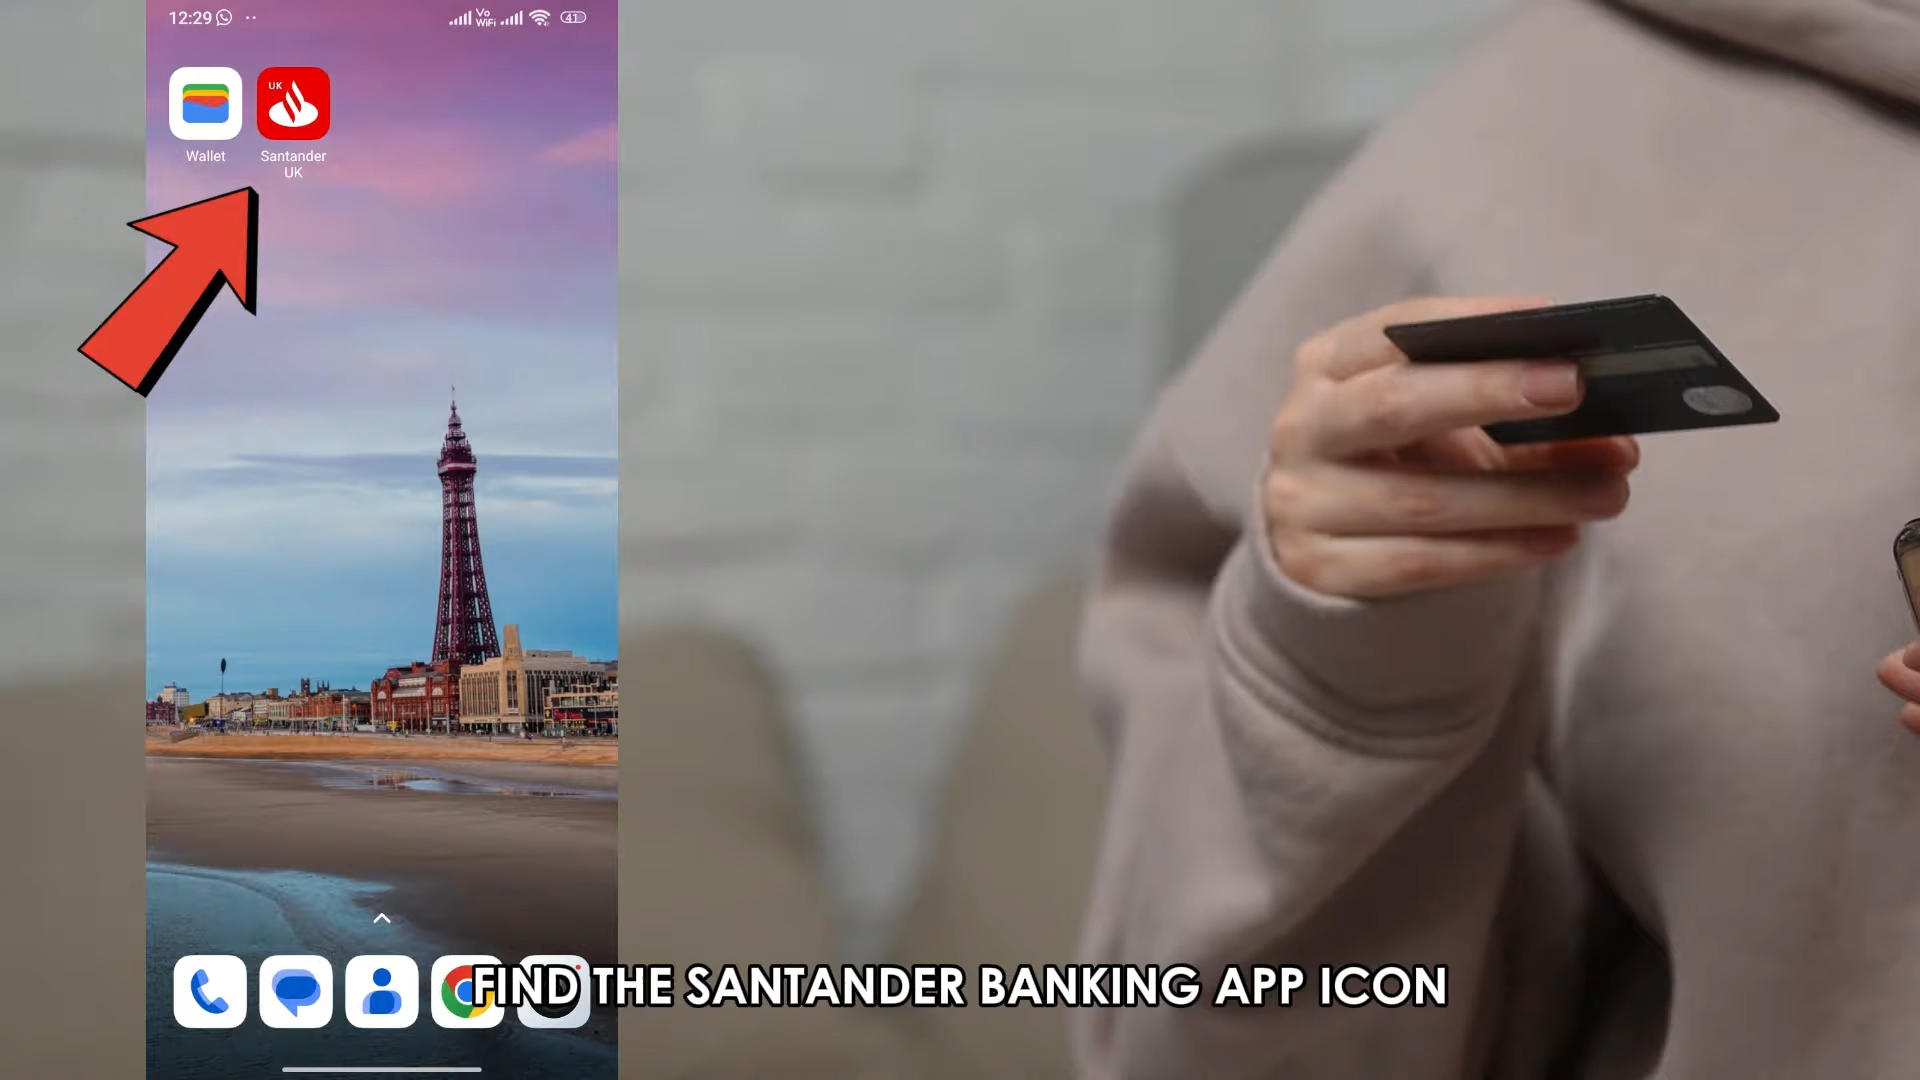 12:29
Vo
WiFi
41
UK
Wallet
Santander
UK
FIND THE SANTANDER BANKING APP ICON